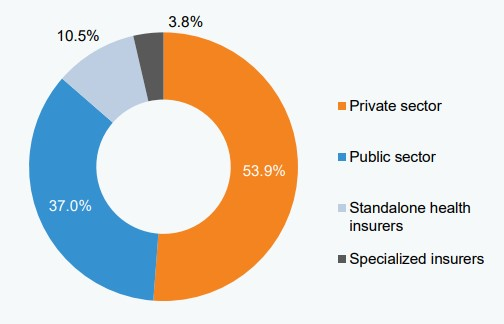 3.8%
10.5%
53.9%
37.0%
Private sector
Public sector
Standalone health
insurers
Specialized insurers